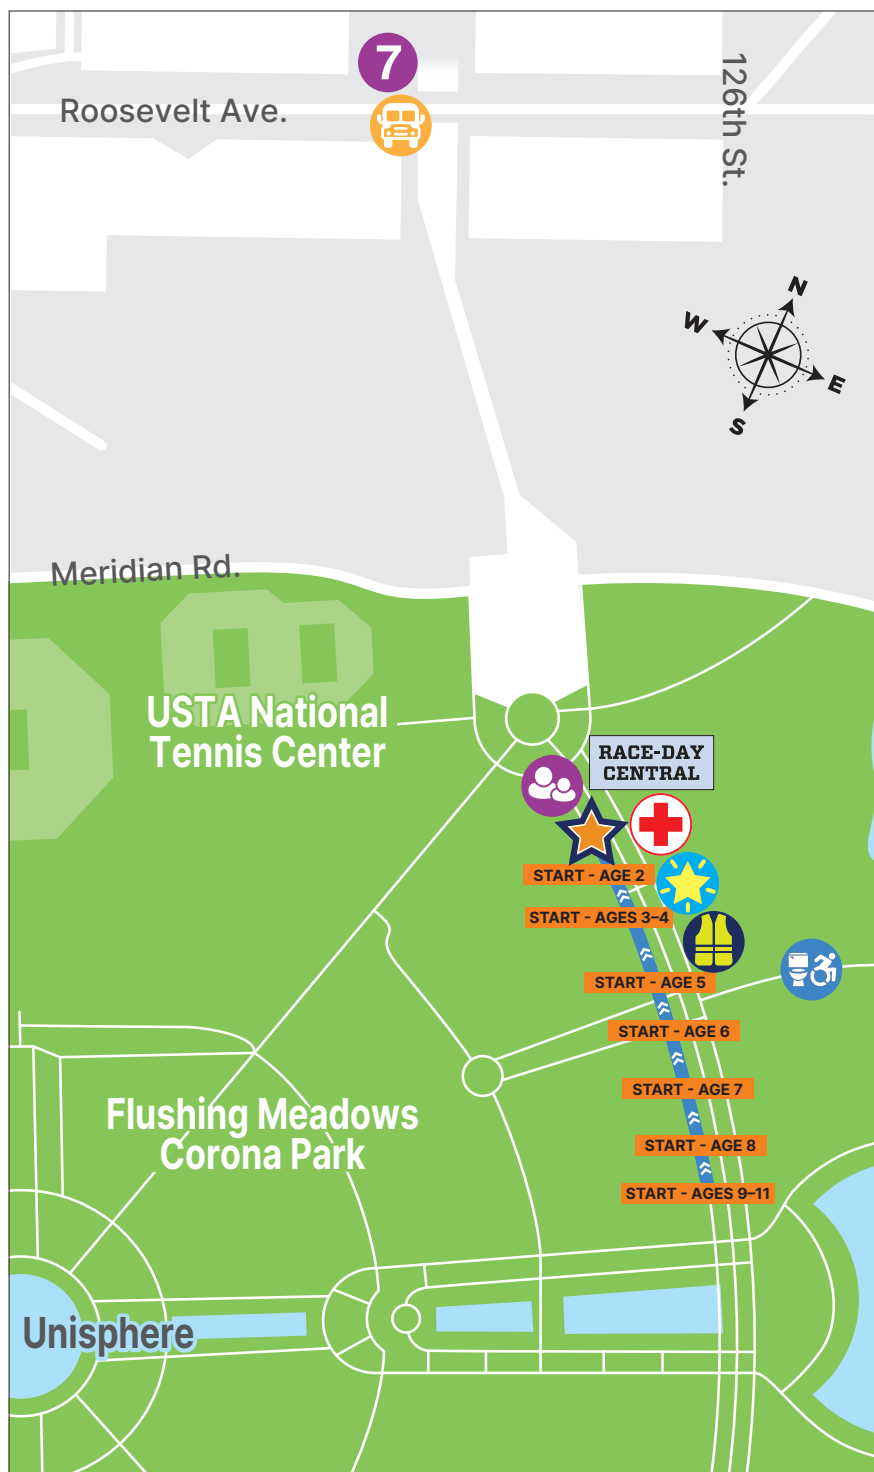 7
Roosevelt Ave.
126th St.
N
W
E
S
Meridian Rd.
USTA National
Tennis Center
RACE-DAY
CENTRAL
START - AGE 2
START - AGES 3–4
START - AGE 5
START - AGE 6
START - AGE 7
Flushing Meadows
Corona Park
START - AGE 8
START - AGES 9–11
Unisphere